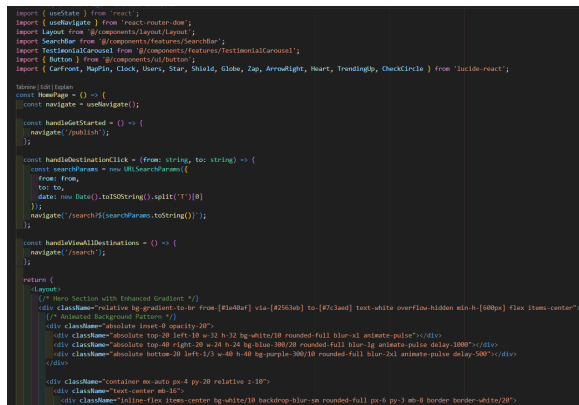 import { useState } from 'react';
import { useNavigate } from 'react-router-dom';
import Layout from '@/components/layout/Layout';
import SearchBar from '@/components/features/SearchBar';
import TestimonialCarousel from '@/components/features/TestimonialCarousel';
import { Button } from '@/components/ui/button';
import { CarFront, MapPin, Clock, Users, Star, Shield, Globe, Zap, ArrowRight, Heart, TrendingUp, CheckCircle } from 'lucide-react';
Tabnine | Edit | Explain
const HomePage = () => {
const navigate = useNavigate();
const handleGetStarted = () => {
navigate('/publish');
};
const handleDestinationClick = (from: string, to: string) => {
const searchParams = new URLSearchParams({
from: from,
to: to,
date: new Date().toISOString().split('T')[0]
});
navigate(`/search?${searchParams.toString()}`);
};
const handleViewAllDestinations = () => {
navigate('/search');
};
return (
<Layout>
{/* Hero Section with Enhanced Gradient */}
<div className="relative bg-gradient-to-br from-[#1e40af] via-[#2563eb] to-[#7c3aed] text-white overflow-hidden min-h-[600px] flex items-center">
{/* Animated Background Pattern */}
<div className="absolute inset-0 opacity-20">
<div className="absolute top-20 left-10 w-32 h-32 bg-white/10 rounded-full blur-xl animate-pulse"></div>
<div className="absolute top-40 right-20 w-24 h-24 bg-blue-300/20 rounded-full blur-lg animate-pulse delay-1000"></div>
<div className="absolute bottom-20 left-1/3 w-40 h-40 bg-purple-300/10 rounded-full blur-2xl animate-pulse delay-500"></div>
</div>
<div className="container mx-auto px-4 py-20 relative z-10">
<div className="text-center mb-16">
<div className="inline-flex items-center bg-white/10 backdrop-blur-sm rounded-full px-6 py-3 mb-8 border border-white/20">